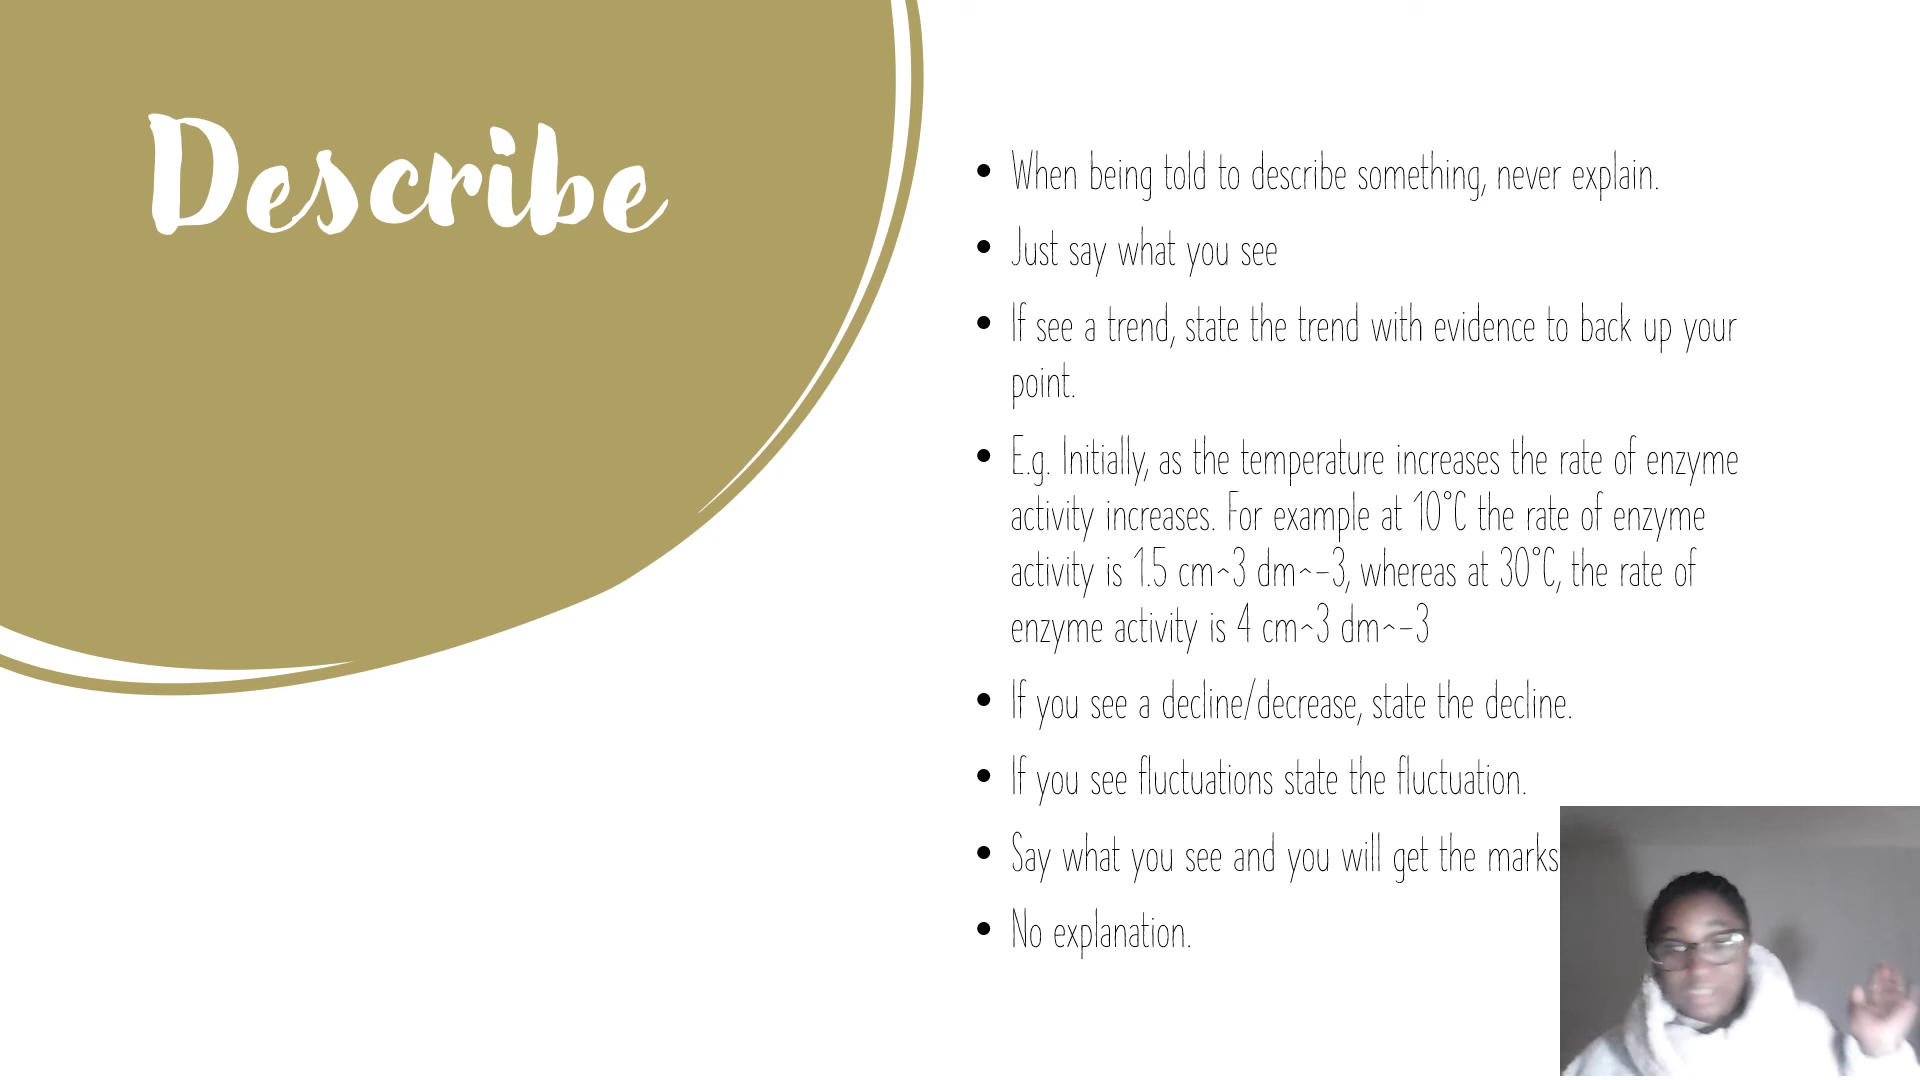 Describe
When being told to describe something, never explain.
Just say what you see
If see a trend, state the trend with evidence to back up your
point.
E.g. Initially, as the temperature increases the rate of enzyme
activity increases. For example at 10°C the rate of enzyme
activity is 1.5 cm^3 dm^-3, whereas at 30°C, the rate of
enzyme activity is 4 cm^3 dm^-3
If you see a decline/decrease, state the decline.
If you see fluctuations state the fluctuation.
Say what you see and you will get the marks
No explanation.